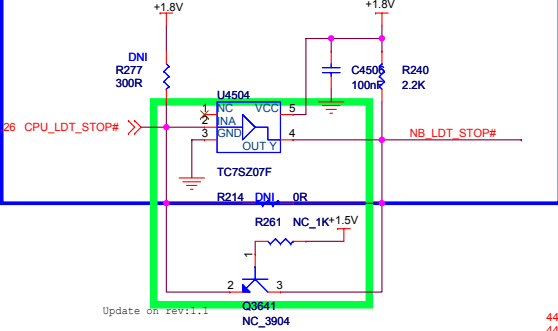 +1.8V
+1.8V
DNI
R277
300R
C4506
100nF
R240
2.2K
U4504
1
NC
VCC
5
26 CPU_LDT_STOP#
2
INA
3
GND
4
OUT Y
NB_LDT_STOP#
TC7SZ07F
R214 DNI 0R
R261 NC_1K
+1.5V
1
2
3
Update on rev:1.1
Q3641
NC_3904
44
44